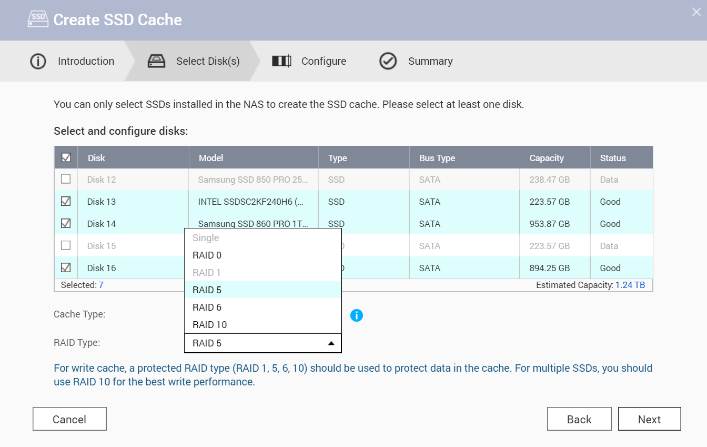 SSD
Create SSD Cache
Introduction
Select Disk(s)
Configure
Summary
You can only select SSDs installed in the NAS to create the SSD cache. Please select at least one disk.
Select and configure disks:
Disk Model Type Bus Type Capacity Status
Disk 12 Samsung SSD 850 PRO 25... SSD SATA 238.47 GB Data
Disk 13 INTEL SSDSC2KF240H6 (... SSD SATA 223.57 GB Good
Disk 14 Samsung SSD 860 PRO 1T... SSD SATA 953.87 GB Good
Disk 15 SATA 223.57 GB Data
Disk 16 SATA 894.25 GB Good
Selected: 7 Estimated Capacity: 1.24 TB
Single
RAID 0
RAID 1
RAID 5
RAID 6
RAID 10
Cache Type:
RAID Type: RAID 5
For write cache, a protected RAID type (RAID 1, 5, 6, 10) should be used to protect data in the cache. For multiple SSDs, you should
use RAID 10 for the best write performance.
Cancel Back Next